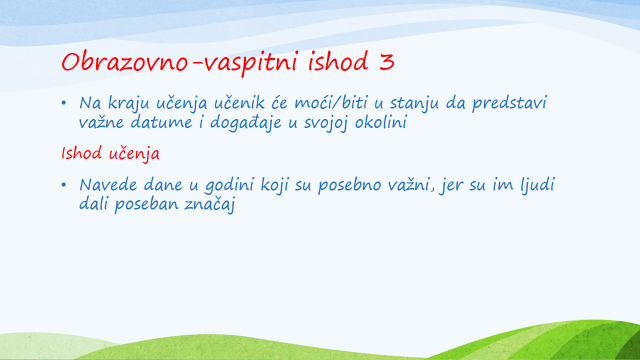 Obrazovno-vaspitni ishod 3
• Na kraju učenja učenik će moći/biti u stanju da predstavi
važne datume i događaje u svojoj okolini
Ishod učenja
• Navede dane u godini koji su posebno važni, jer su im ljudi
dali poseban značaj